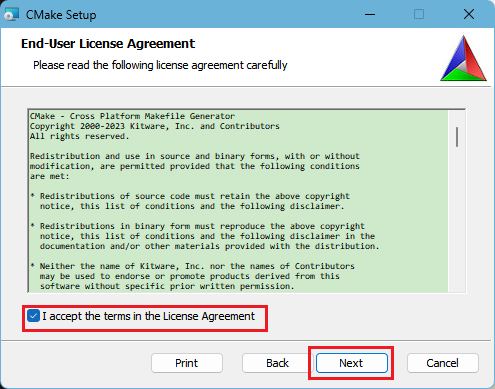 CMake Setup
End-User License Agreement
Please read the following license agreement carefully
CMake - Cross Platform Makefile Generator
Copyright 2000-2023 Kitware, Inc. and Contributors
All rights reserved.
Redistribution and use in source and binary forms, with or without
modification, are permitted provided that the following conditions
are met:
* Redistributions of source code must retain the above copyright
notice, this list of conditions and the following disclaimer.
* Redistributions in binary form must reproduce the above copyright
notice, this list of conditions and the following disclaimer in the
documentation and/or other materials provided with the distribution.
* Neither the name of Kitware, Inc. nor the names of Contributors
may be used to endorse or promote products derived from this
software without specific prior written permission.
I accept the terms in the License Agreement
Print Back Next Cancel